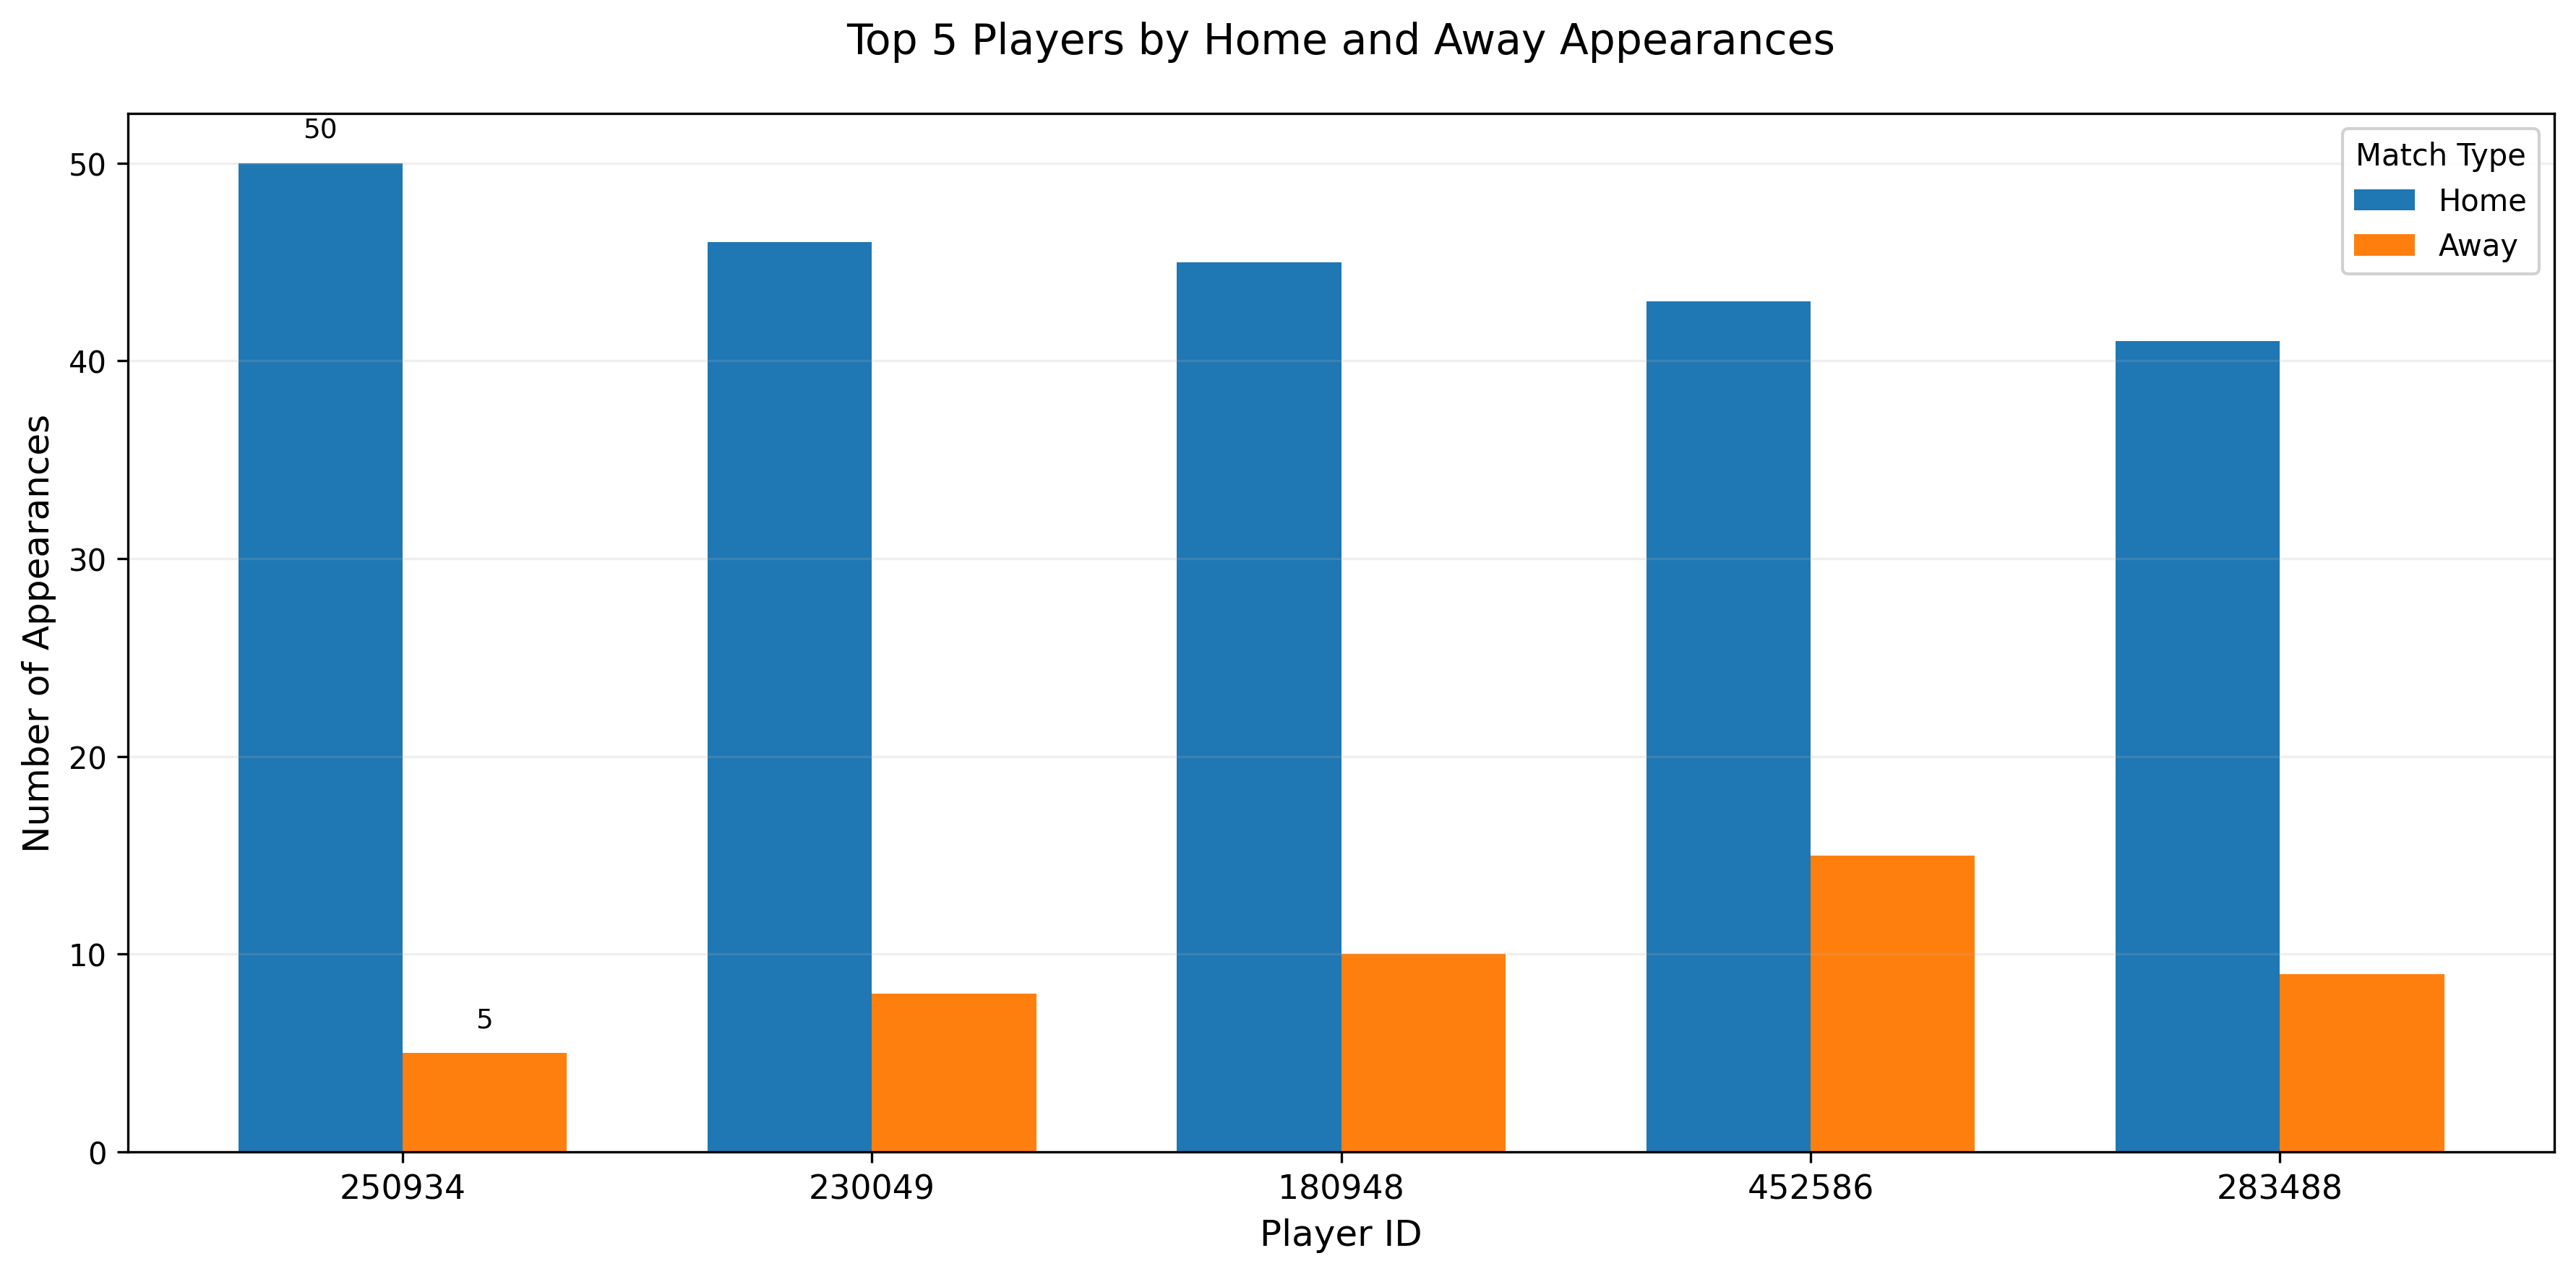 Top 5 Players by Home and Away Appearances
50
5
Match Type
Home
Away
Number of Appearances
50
40
30
20
10
0
250934
230049
180948
452586
283488
Player ID